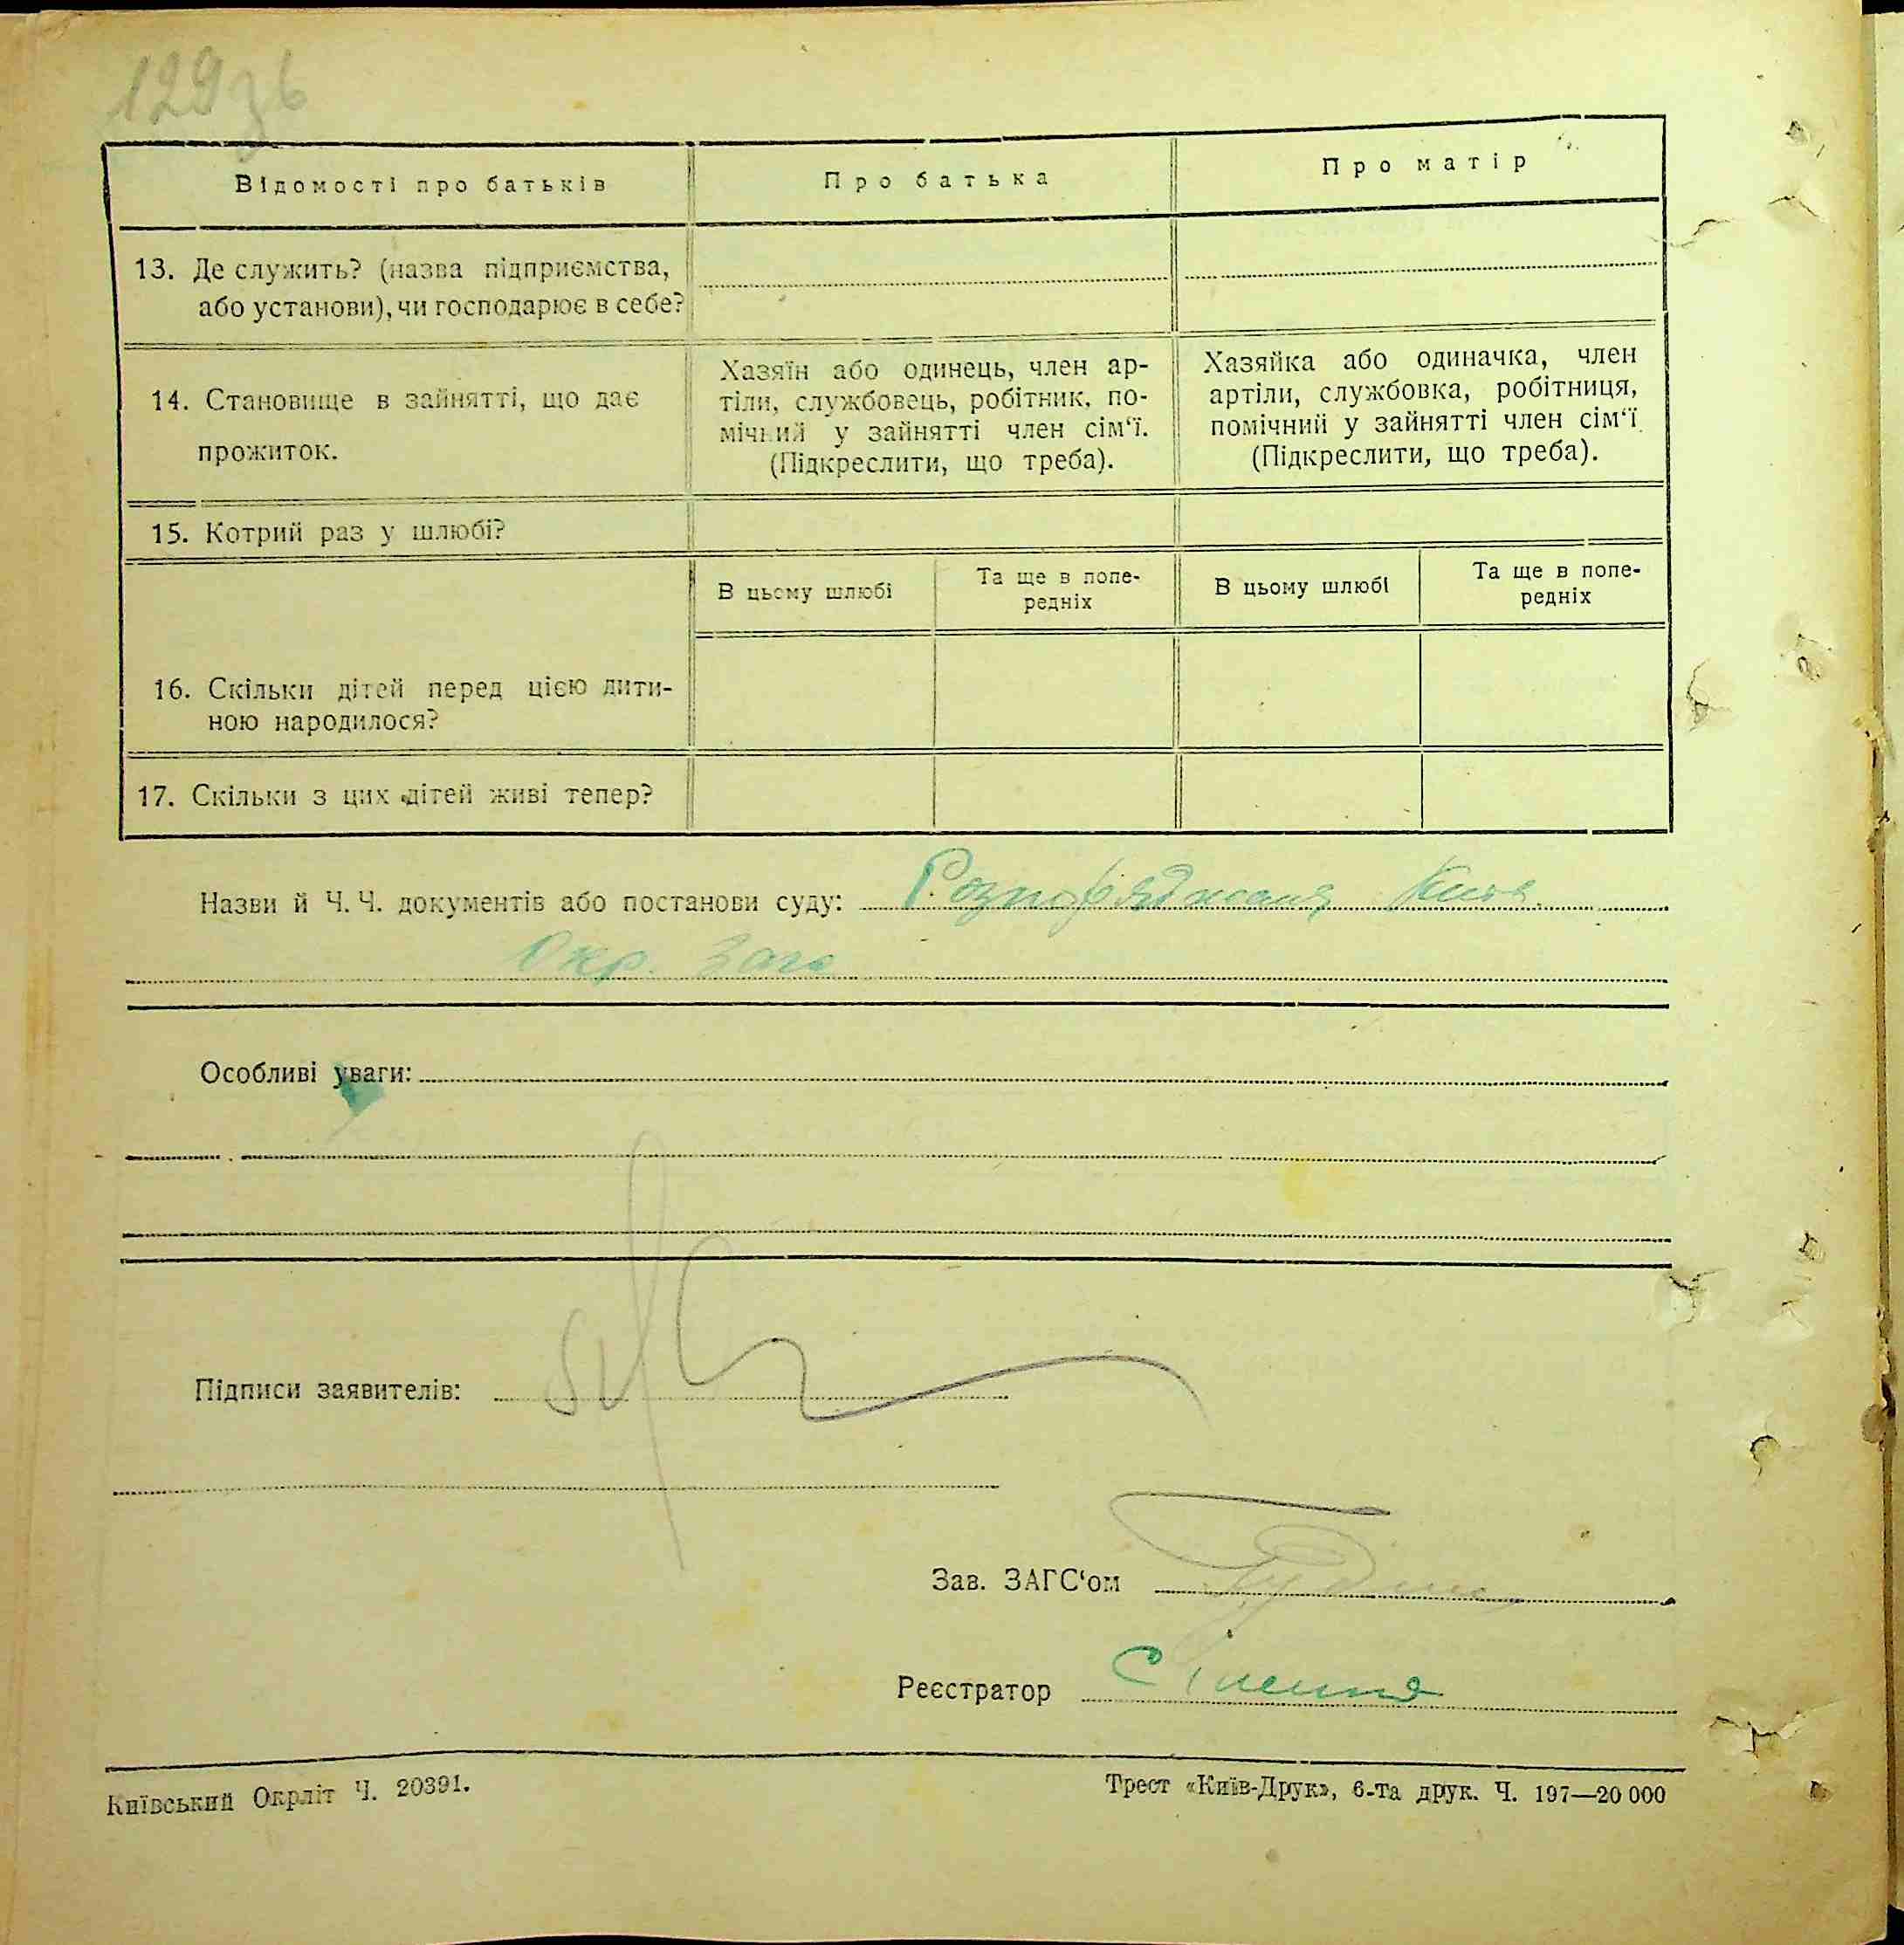 129зв
Відомості про батьків
Про батька
Про матір
13. Де служить? (назва підприємства,
або установи), чи господарює в себе?
14. Становище в зайнятті, що дає
прожиток.
Хазяїн або одинець, член ар-
тіли, службовець, робітник, по-
мічний у зайнятті член сім‘ї.
(Підкреслити, що треба).
Хазяйка або одиначка, член
артіли, службовка, робітниця,
помічний у зайнятті член сім‘ї
(Підкреслити, що треба).
15. Котрий раз у шлюбі?
В цьому шлюбі
Та ще в попе-
редніх
В цьому шлюбі
Та ще в попе-
редніх
16. Скільки дітей перед цією дити-
ною народилося?
17. Скільки з цих дітей живі тепер?
Назви й Ч. Ч. документів або постанови суду: Розпорядження Київ.
Окр. Загс
Особливі уваги:
Підписи заявителів:
Зав. ЗАГС‘ом
Реєстратор
Київський Окрліт Ч. 20391.
Трест «Київ-Друк», 6-та друк. Ч. 197—20 000